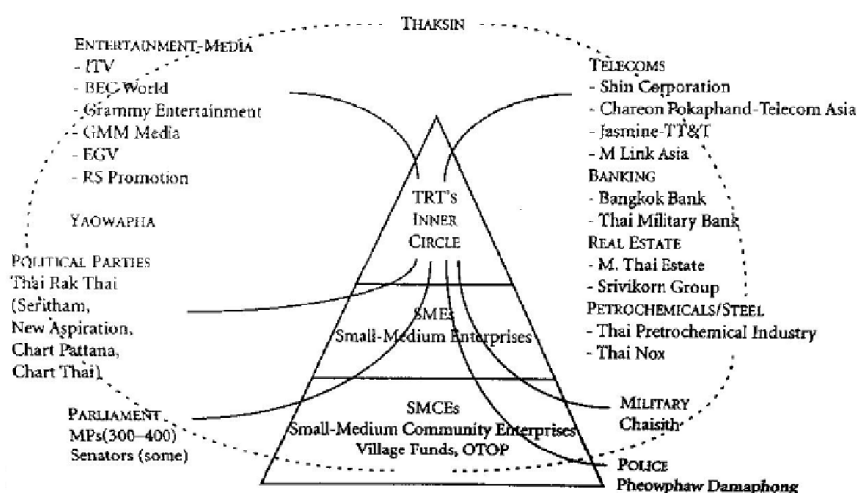 THAKSIN
ENTERTAINMENT-MEDIA
- ITV
- BEC World
- Grammy Entertainment
- GMM Media
- EGV
- RS Promotion
YAOWAPHA
POLITICAL PARTIES
Thai Rak Thai
(Seritham,
New Aspiration,
Chart Pattana,
Chart Thai)
PARLIAMENT
MPs(300–400)
Senators (some)
TRT'S
INNER
CIRCLE
SMEs
Small-Medium Enterprises
SMCEs
Small-Medium Community Enterprises
Village Funds, OTOP
TELECOMS
- Shin Corporation
- Chareon Pokaphand-Telecom Asia
- Jasmine-TT&T
- M Link Asia
BANKING
- Bangkok Bank
- Thai Military Bank
REAL ESTATE
- M. Thai Estate
- Srivikorn Group
PETROCHEMICALS/STEEL
- Thai Pretrochemical Industry
- Thai Nox
MILITARY
Chaisith
POLICE
Pheowphaw Damaphong